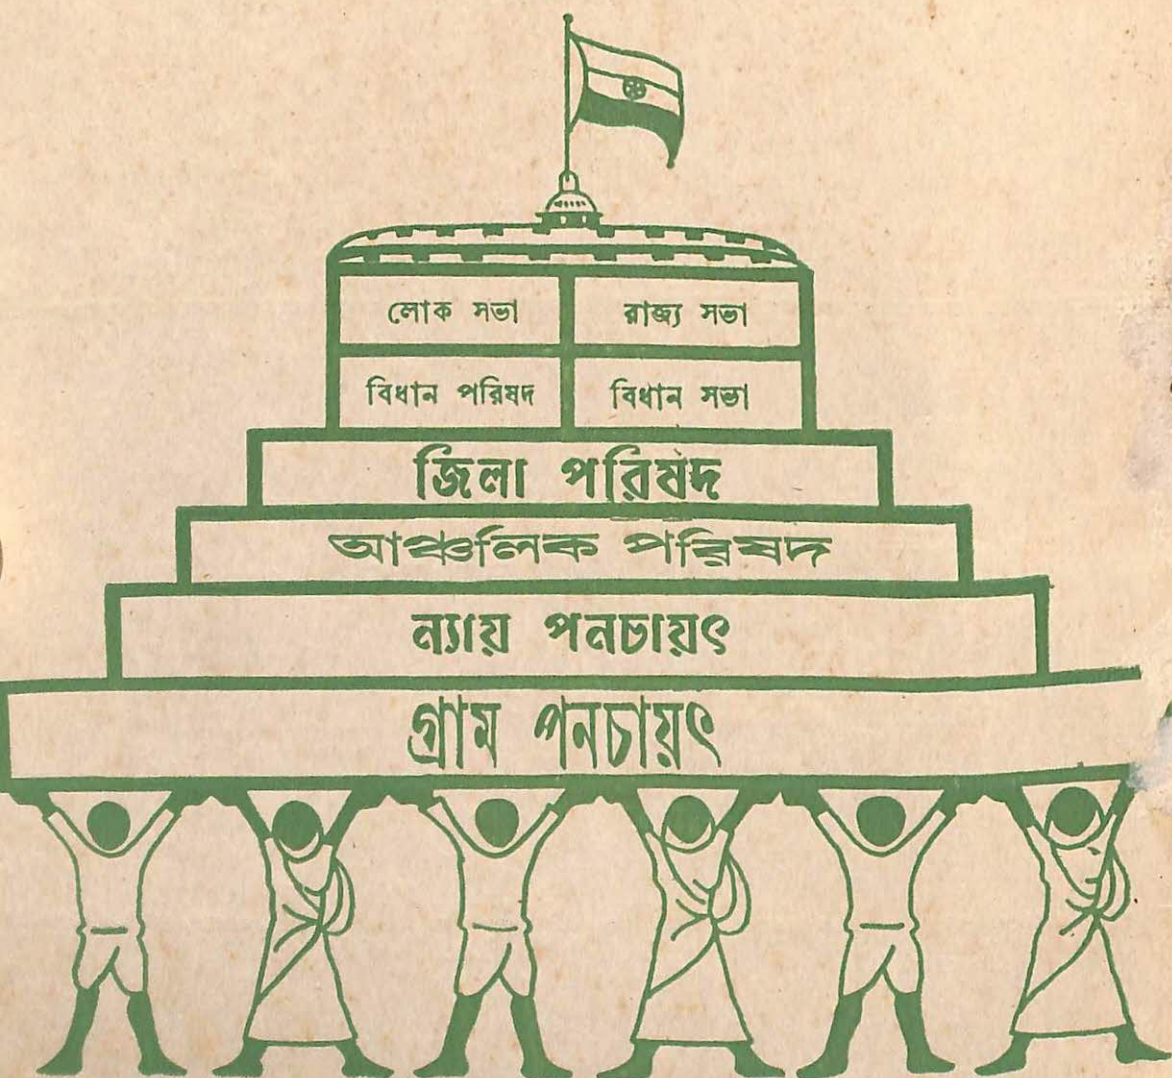 লোক সভা
রাজ্য সভা
বিধান পরিষদ
বিধান সভা
জিলা পরিষদ
আঞ্চলিক পরিষদ
ন্যায় পনচায়ৎ
গ্রাম পনচায়ৎ